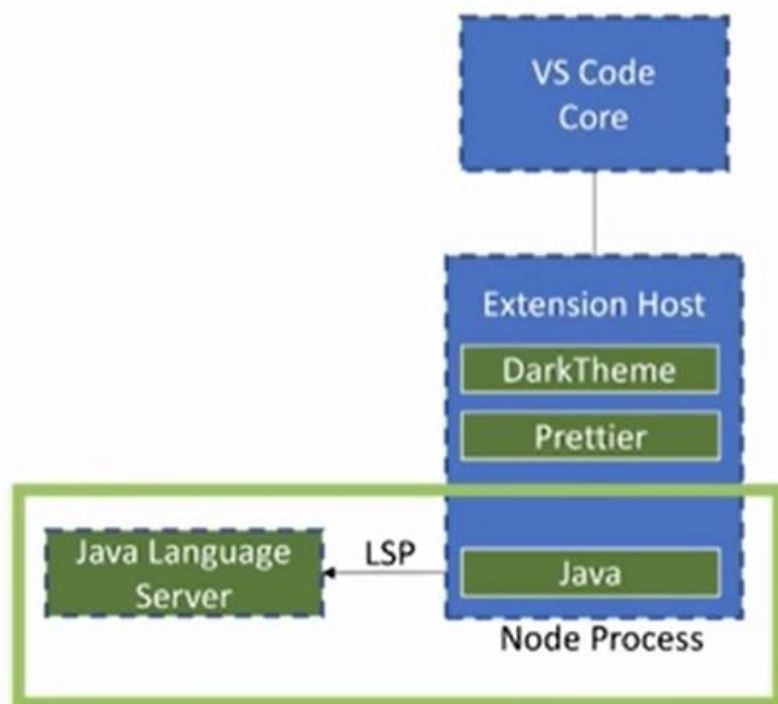 VS Code
Core
Extension Host
DarkTheme
Prettier
Java Language
Server
LSP
Java
Node Process